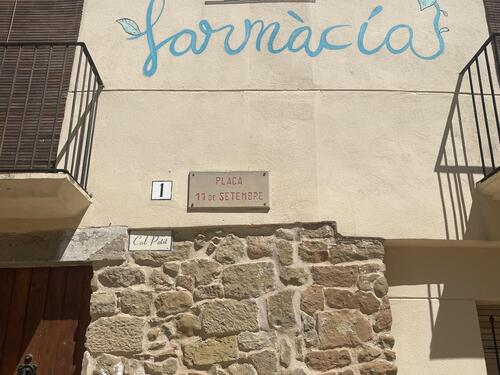 farmàcia
1
PLAÇA
11 DE SETEMBRE
Cal Petit